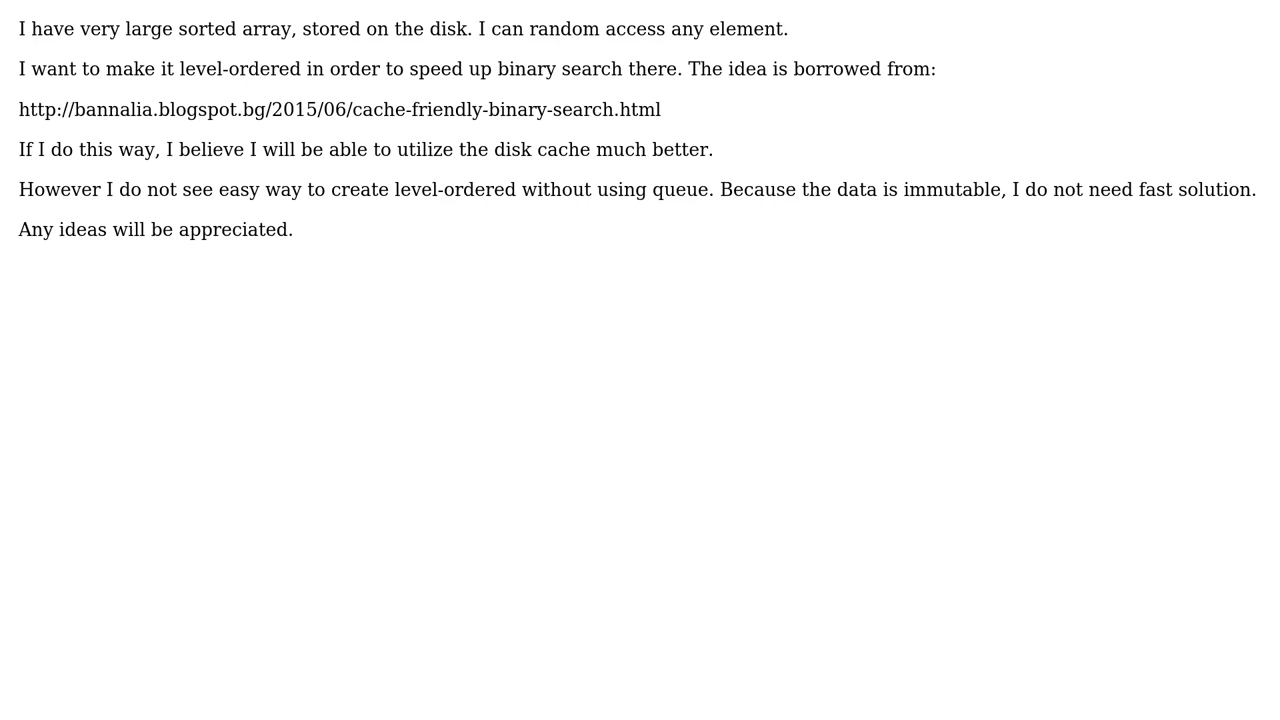 I have very large sorted array, stored on the disk. I can random access any element.
I want to make it level-ordered in order to speed up binary search there. The idea is borrowed from:
http://bannalia.blogspot.bg/2015/06/cache-friendly-binary-search.html
If I do this way, I believe I will be able to utilize the disk cache much better.
However I do not see easy way to create level-ordered without using queue. Because the data is immutable, I do not need fast solution.
Any ideas will be appreciated.